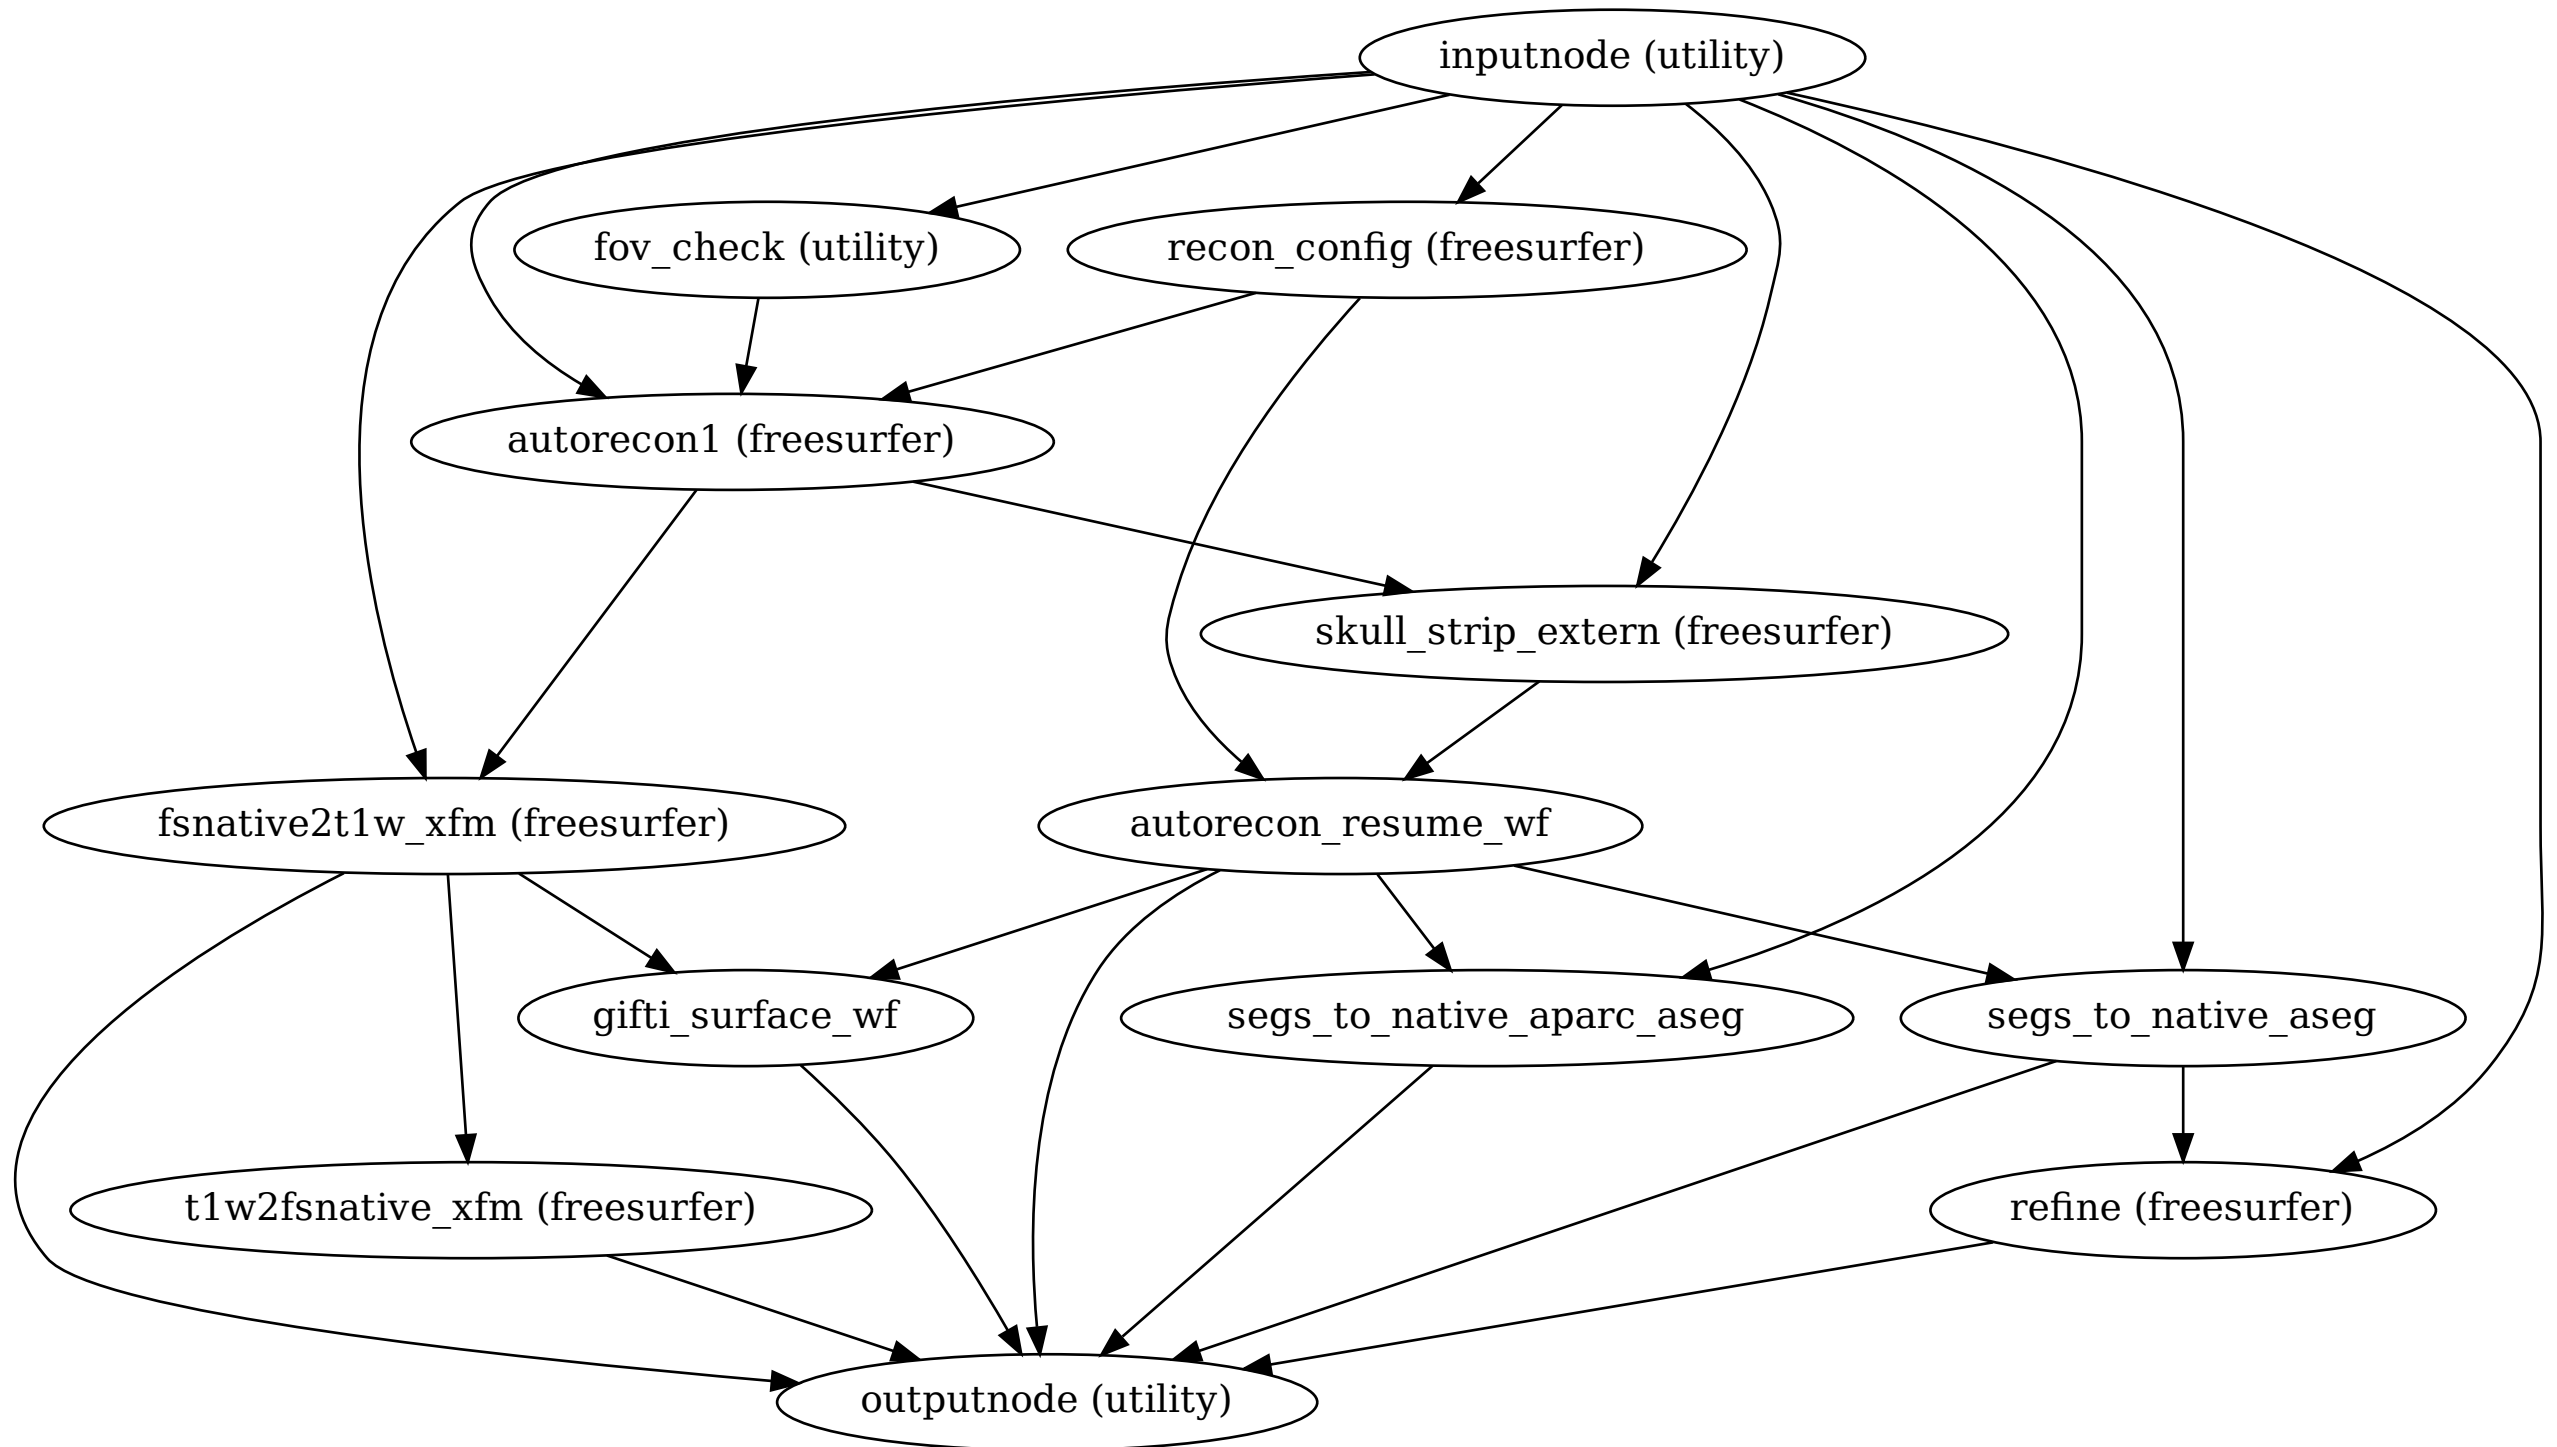 inputnode (utility)
fov_check (utility)
recon_config (freesurfer)
autorecon1 (freesurfer)
skull_strip_extern (freesurfer)
fsnative2t1w_xfm (freesurfer)
autorecon_resume_wf
gifti_surface_wf
segs_to_native_aparc_aseg
segs_to_native_aseg
t1w2fsnative_xfm (freesurfer)
refine (freesurfer)
outputnode (utility)